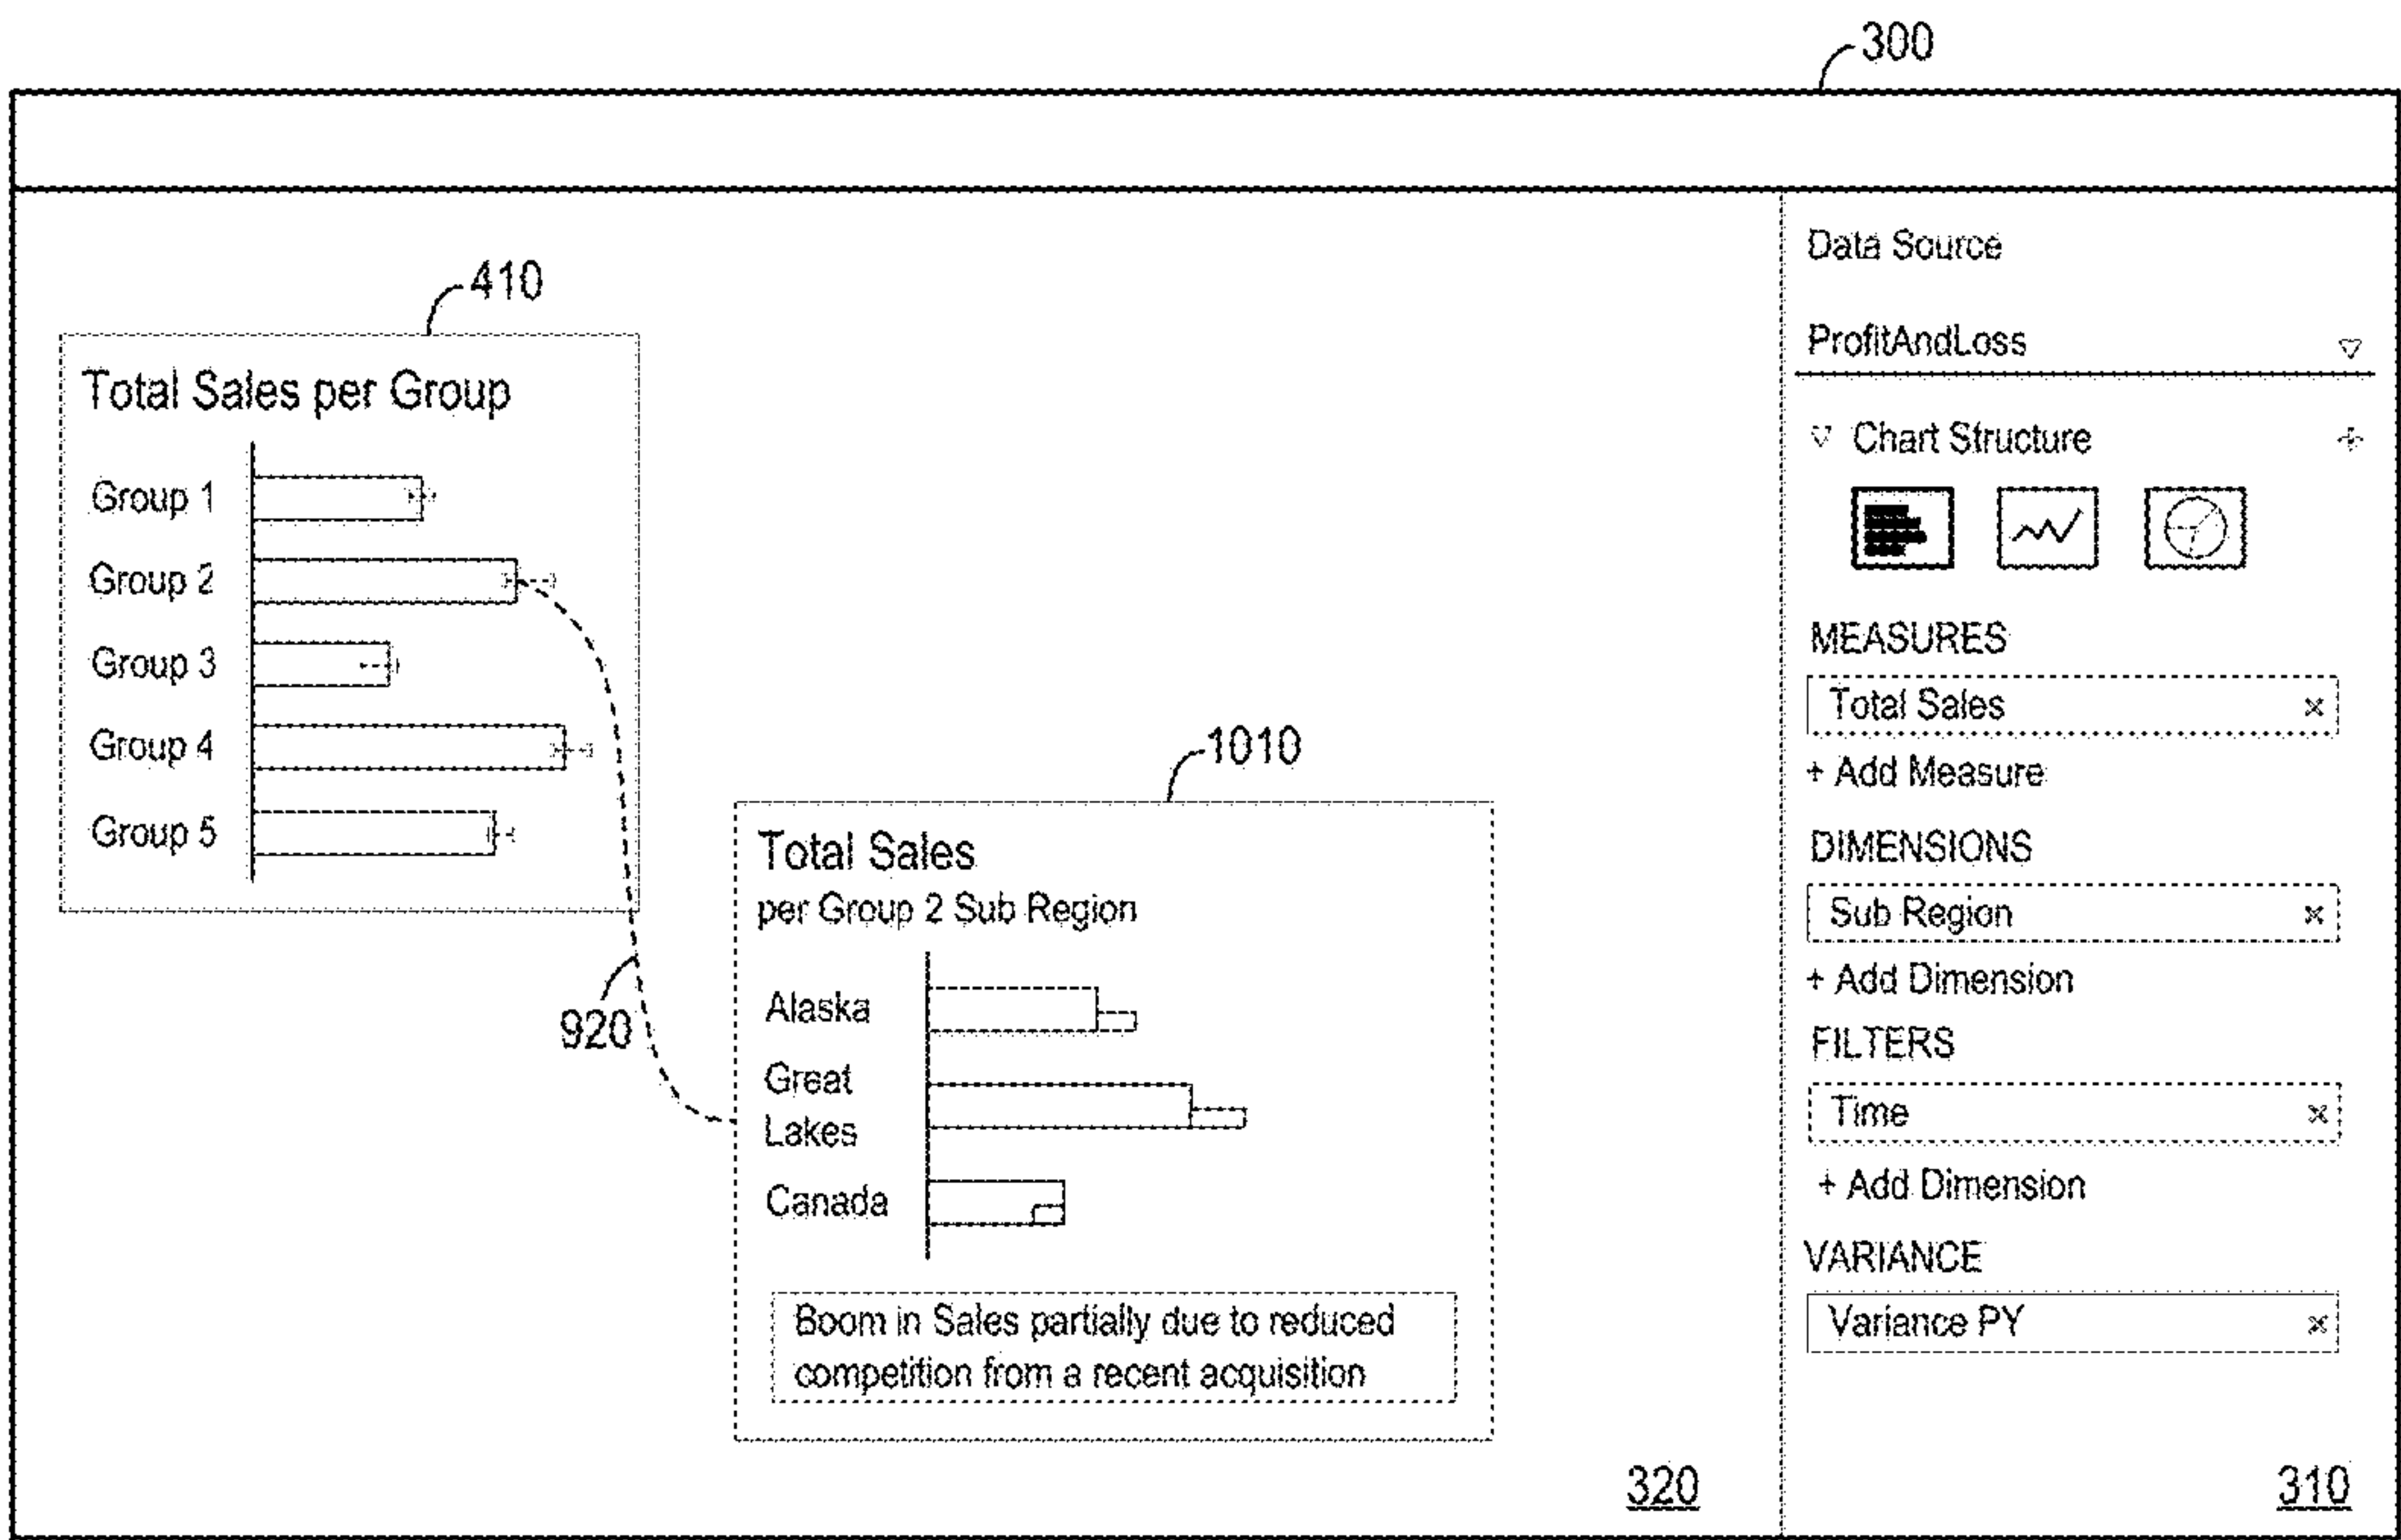 300
410
Total Sales per Group
Group 1
Group 2
Group 3
Group 4
Group 5
920
1010
Total Sales
per Group 2 Sub Region
Alaska
Great
Lakes
Canada
Boom in Sales partially due to reduced
competition from a recent acquisition
320
Data Source
ProfitAndLoss
Chart Structure
+
MEASURES
Total Sales ×
+ Add Measure
DIMENSIONS
Sub Region ×
+ Add Dimension
FILTERS
Time ×
+ Add Dimension
VARIANCE
Variance PY ×
310